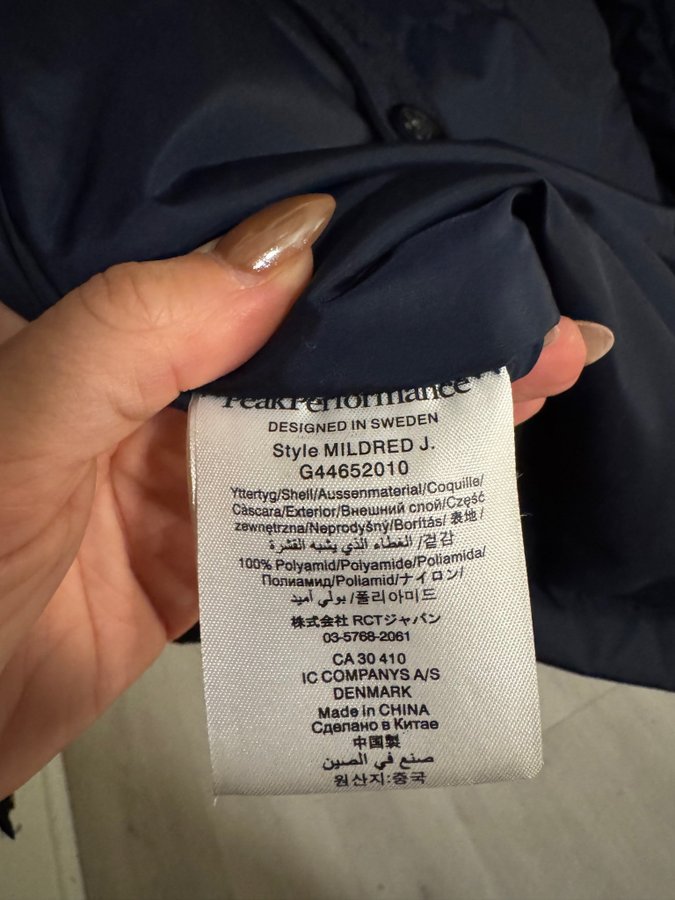 PeakPerformance
DESIGNED IN SWEDEN
Style MILDRED J.
G44652010
Yttertyg/Shell/Aussenmaterial/Coquille/
Càscara/Exterior/Внешний слой/Część
zewnętrzna/Neprodyšný/Borítás/ 表地/
الغطاء الذي يشبه القشرة /겉감
100% Polyamid/Polyamide/Poliamida/
Полиамид/Poliamid/ナイロン/
بولي أميد /폴리아미드
株式会社 RCTジャパン
03-5768-2061
CA 30 410
IC COMPANYS A/S
DENMARK
Made in CHINA
Сделано в Китае
中国製
صنع في الصين
원산지:중국